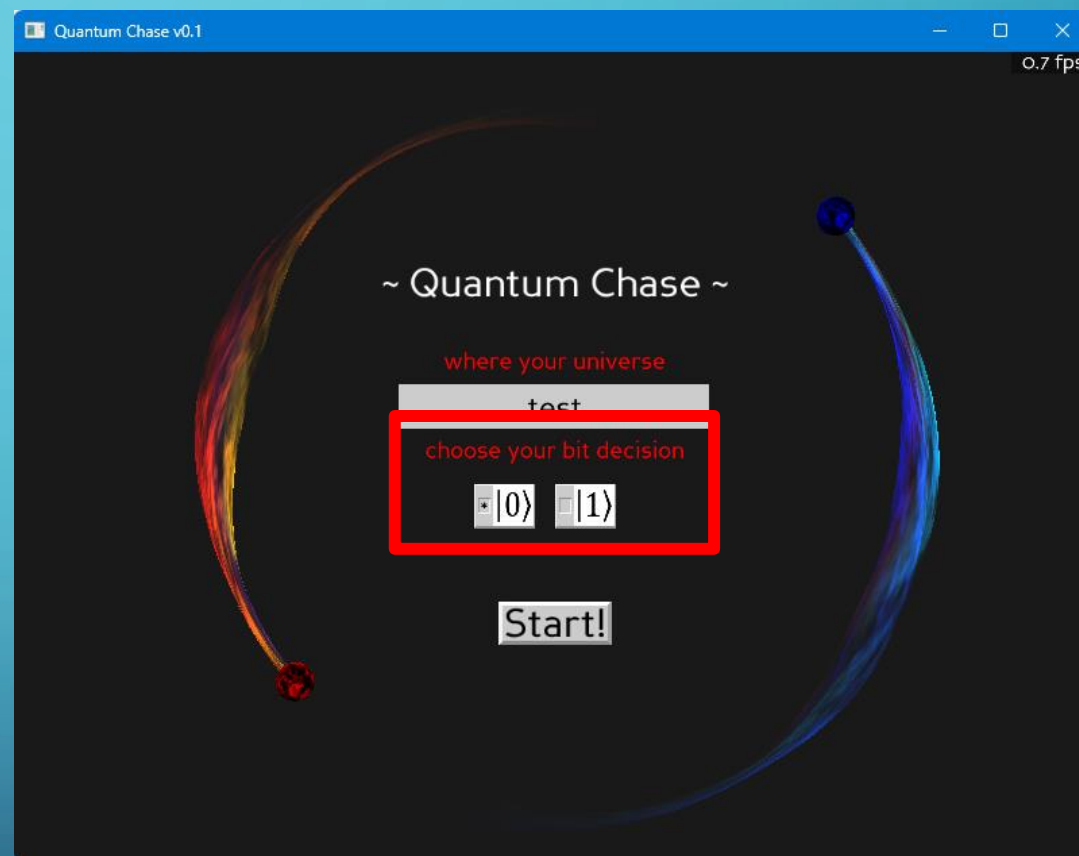 Quantum Chase v0.1
0.7 fps
~ Quantum Chase ~
where your universe
test
choose your bit decision
* |0⟩ |1⟩
Start!